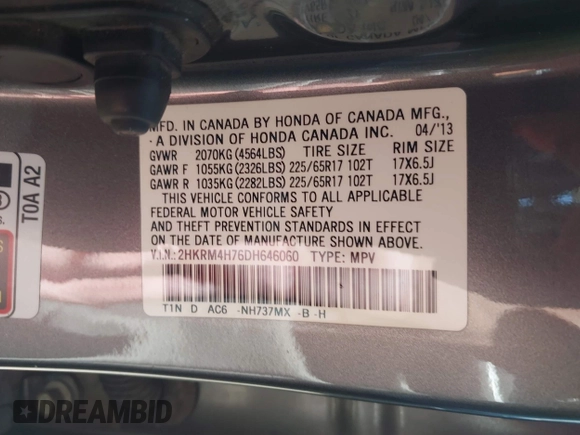 MFD. IN CANADA BY HONDA OF CANADA MFG.,
A DIVISION OF HONDA CANADA INC. 04/'13
GVWR 2070KG (4564LBS) TIRE SIZE RIM SIZE
GAWR F 1055KG (2326LBS) 225/65R17 102T 17X6.5J
GAWR R 1035KG (2282LBS) 225/65R17 102T 17X6.5J
THIS VEHICLE CONFORMS TO ALL APPLICABLE
FEDERAL MOTOR VEHICLE SAFETY
AND THEFT PREVENTION STANDARDS IN EFFECT
ON THE DATE OF MANUFACTURE SHOWN ABOVE.
V.I.N.: 2HKRM4H76DH646060 TYPE: MPV
T1N D AC6 -NH737MX -B -H
T0A A2
DREAMBID